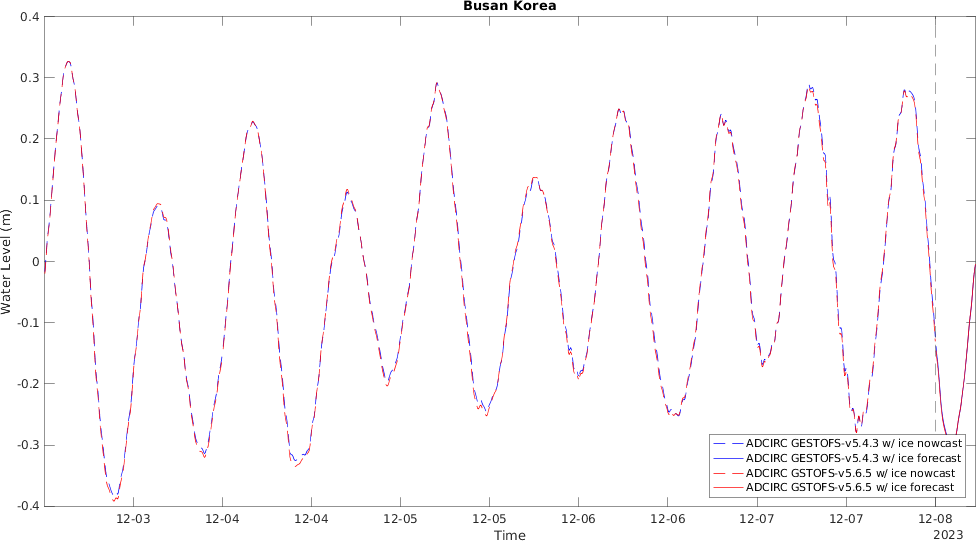 Busan Korea
0.4
0.3
0.2
0.1
0
-0.1
-0.2
-0.3
-0.4
Water Level (m)
12-03
12-04
12-04
12-05
12-05
12-06
12-06
12-07
12-07
12-08
2023
Time
ADCIRC GESTOFS-v5.4.3 w/ ice nowcast
ADCIRC GESTOFS-v5.4.3 w/ ice forecast
ADCIRC GSTOFS-v5.6.5 w/ ice nowcast
ADCIRC GSTOFS-v5.6.5 w/ ice forecast